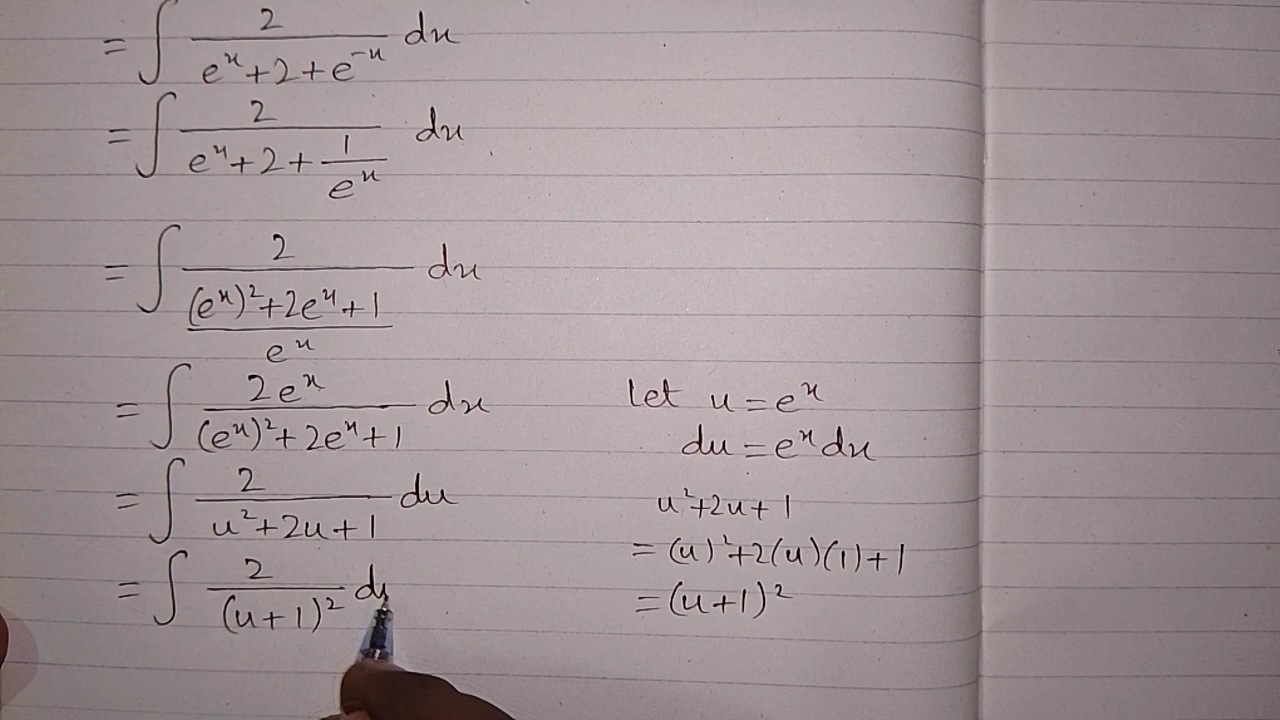 = ∫ 2/(eˣ+2+e⁻ˣ) dx
= ∫ 2/(eˣ+2+1/eˣ) dx
= ∫ 2/(((eˣ)²+2eˣ+1)/eˣ) dx
= ∫ 2eˣ/((eˣ)²+2eˣ+1) dx
let u=eˣ
du=eˣdx
= ∫ 2/(u²+2u+1) du
u²+2u+1
= (u)²+2(u)(1)+1
= ∫ 2/(u+1)² du
=(u+1)²